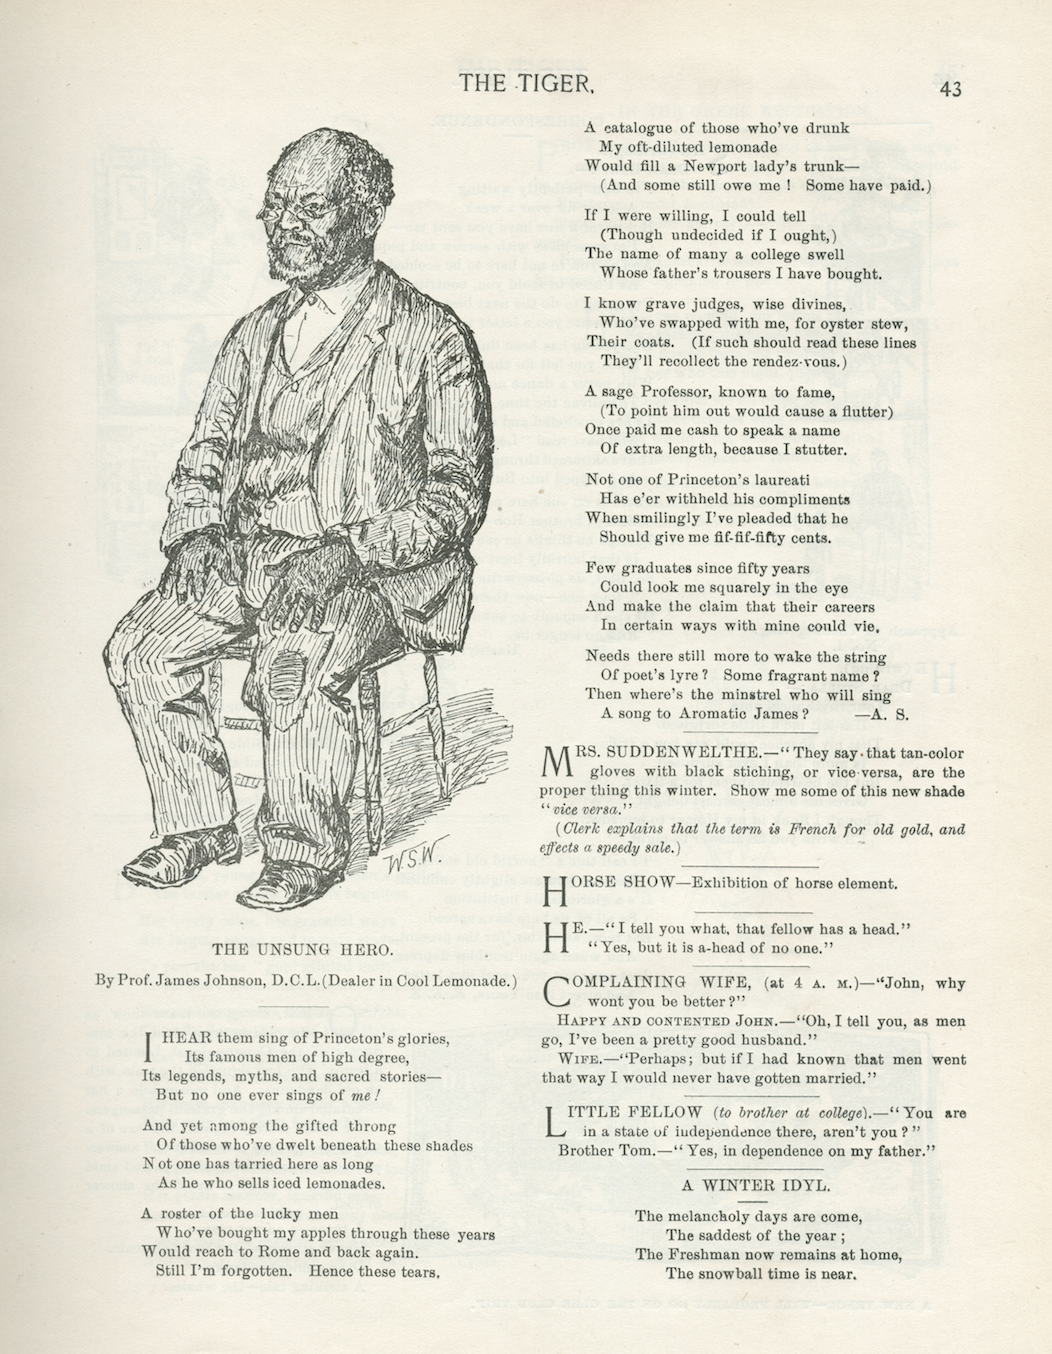 THE TIGER.
43
W.S.W.
THE UNSUNG HERO.
By Prof. James Johnson, D.C.L. (Dealer in Cool Lemonade.)
I HEAR them sing of Princeton's glories,
Its famous men of high degree,
Its legends, myths, and sacred stories—
But no one ever sings of me!
And yet among the gifted throng
Of those who've dwelt beneath these shades
Not one has tarried here as long
As he who sells iced lemonades.
A roster of the lucky men
Who've bought my apples through these years
Would reach to Rome and back again.
Still I'm forgotten. Hence these tears.
A catalogue of those who've drunk
My oft-diluted lemonade
Would fill a Newport lady's trunk—
(And some still owe me! Some have paid.)
If I were willing, I could tell
(Though undecided if I ought,)
The name of many a college swell
Whose father's trousers I have bought.
I know grave judges, wise divines,
Who've swapped with me, for oyster stew,
Their coats. (If such should read these lines
They'll recollect the rendez-vous.)
A sage Professor, known to fame,
(To point him out would cause a flutter)
Once paid me cash to speak a name
Of extra length, because I stutter.
Not one of Princeton's laureati
Has e'er withheld his compliments
When smilingly I've pleaded that he
Should give me fif-fif-fifty cents.
Few graduates since fifty years
Could look me squarely in the eye
And make the claim that their careers
In certain ways with mine could vie.
Needs there still more to wake the string
Of poet's lyre? Some fragrant name?
Then where's the minstrel who will sing
A song to Aromatic James? —A. S.
MRS. SUDDENWELTHE.—"They say that tan-color
gloves with black stiching, or vice versa, are the
proper thing this winter. Show me some of this new shade
"vice versa."
(Clerk explains that the term is French for old gold, and
effects a speedy sale.)
HORSE SHOW—Exhibition of horse element.
HE.—"I tell you what, that fellow has a head."
"Yes, but it is a-head of no one."
COMPLAINING WIFE, (at 4 A. M.)—"John, why
wont you be better?"
HAPPY AND CONTENTED JOHN.—"Oh, I tell you, as men
go, I've been a pretty good husband."
WIFE.—"Perhaps; but if I had known that men went
that way I would never have gotten married."
LITTLE FELLOW (to brother at college).—"You are
in a state of independence there, aren't you?"
Brother Tom.—"Yes, in dependence on my father."
A WINTER IDYL.
The melancholy days are come,
The saddest of the year;
The Freshman now remains at home,
The snowball time is near.